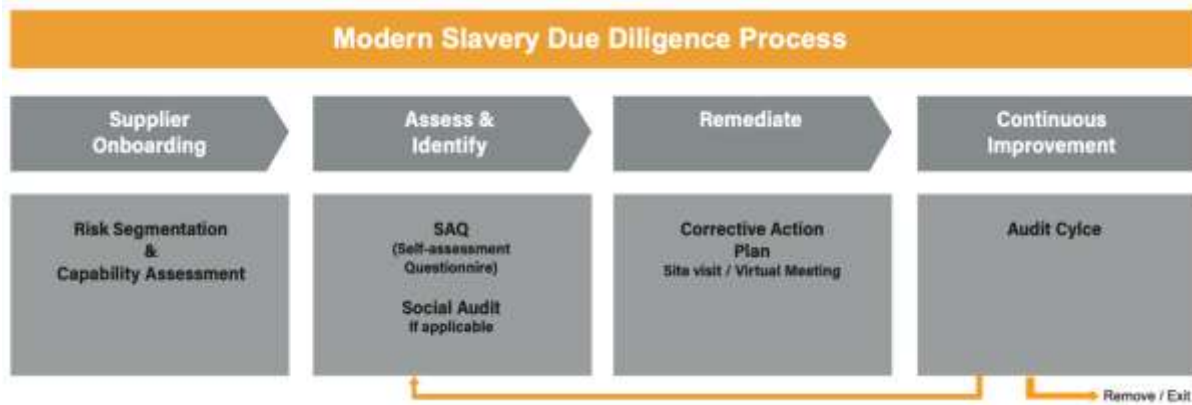 Modern Slavery Due Diligence Process
Supplier
Onboarding
Assess &
Identify
Remediate
Continuous
Improvement
Risk Segmentation
&
Capability Assessment
SAQ
(Self-assessment
Questionnire)
Social Audit
If applicable
Corrective Action
Plan
Site visit / Virtual Meeting
Audit Cylce
Remove / Exit